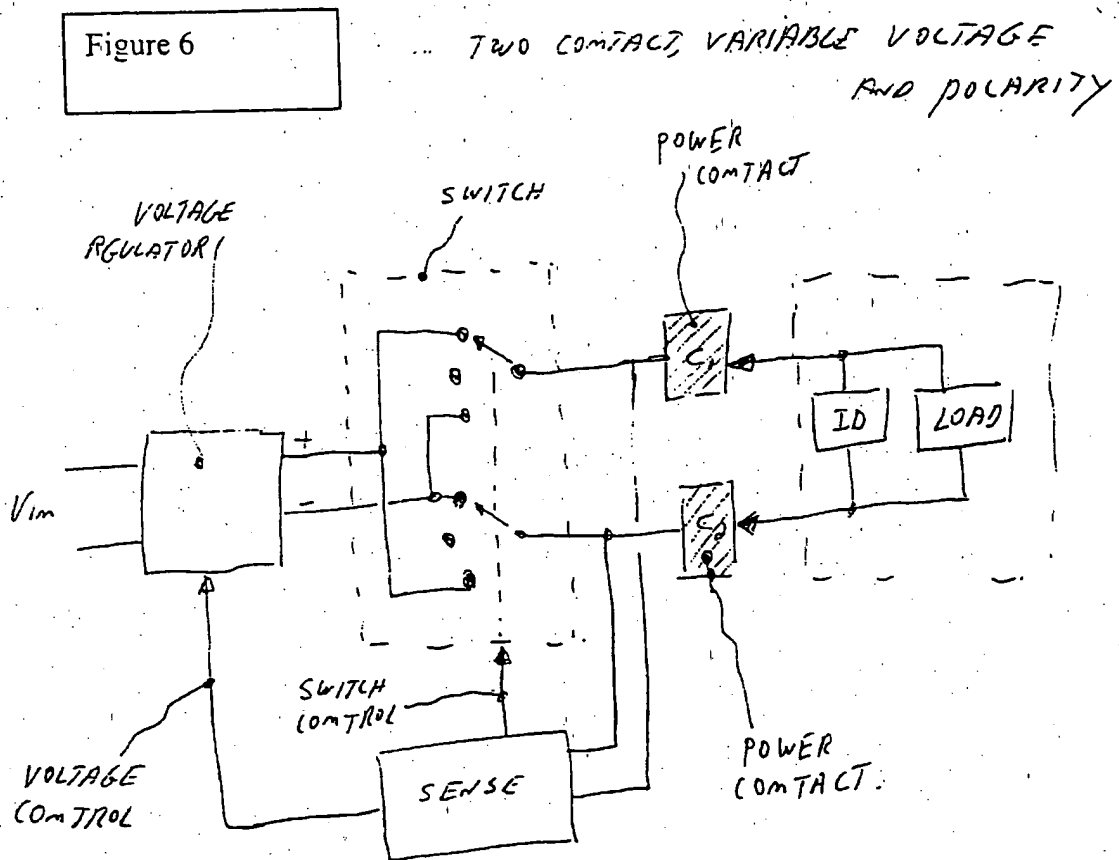 Figure 6
... TWO CONTACT, VARIABLE VOLTAGE
AND POLARITY
POWER
CONTACT
SWITCH
VOLTAGE
RGULATOR
+
-
Vin
C1
C2
ID
LOAD
SWITCH
CONTROL
SENSE
POWER
CONTACT.
VOLTAGE
CONTROL